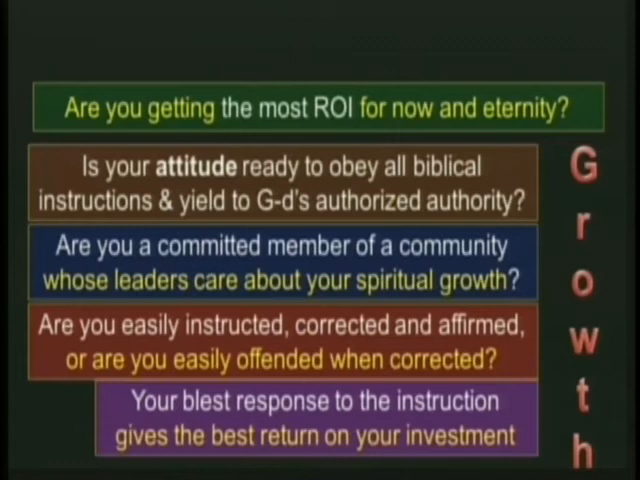 Are you getting the most ROI for now and eternity?
Is your attitude ready to obey all biblical
instructions & yield to G-d's authorized authority?
Are you a committed member of a community
whose leaders care about your spiritual growth?
Are you easily instructed, corrected and affirmed,
or are you easily offended when corrected?
Your blest response to the instruction
gives the best return on your investment
G
r
o
w
t
h